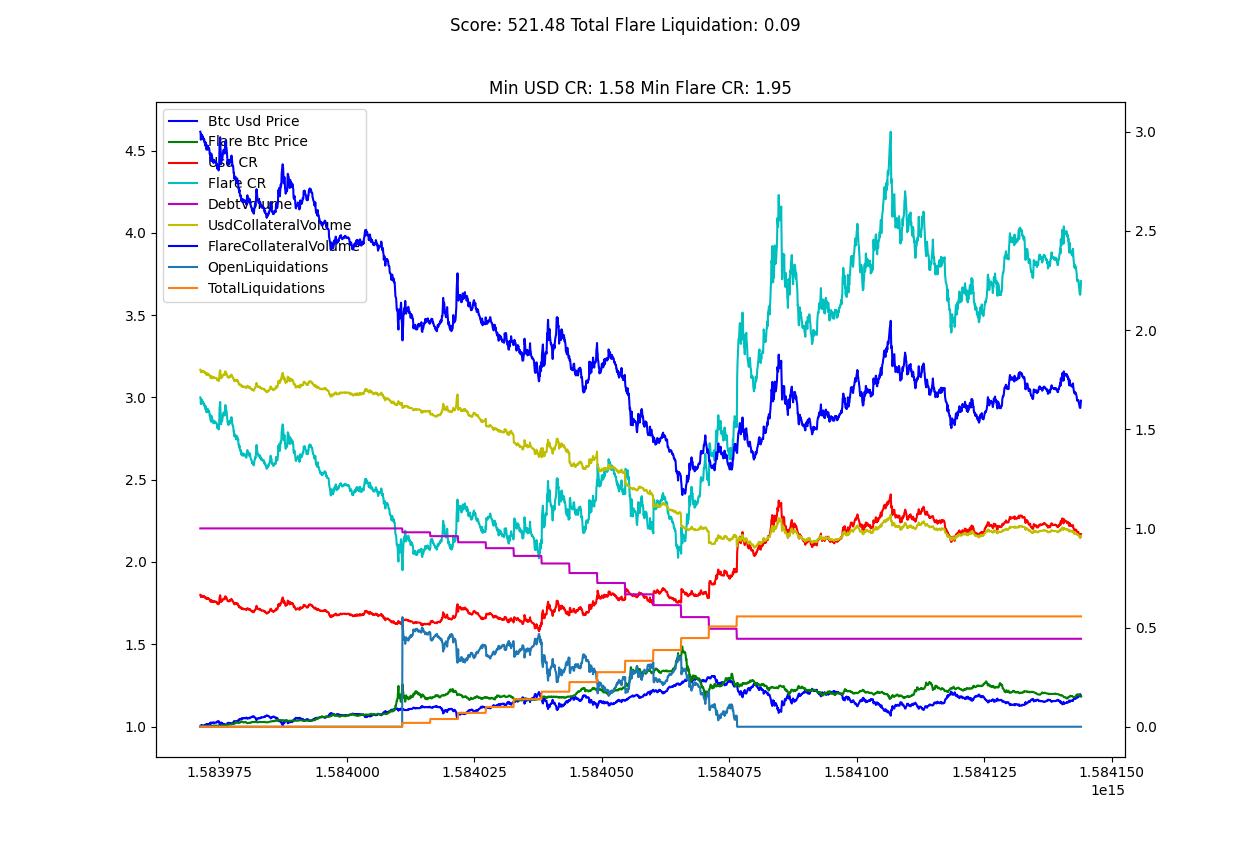 Score: 521.48 Total Flare Liquidation: 0.09
Min USD CR: 1.58 Min Flare CR: 1.95
Btc Usd Price
Flare Btc Price
Usd CR
Flare CR
DebtVolume
UsdCollateralVolume
FlareCollateralVolume
OpenLiquidations
TotalLiquidations
4.5
4.0
3.5
3.0
2.5
2.0
1.5
1.0
3.0
2.5
2.0
1.5
1.0
0.5
0.0
1.583975
1.584000
1.584025
1.584050
1.584075
1.584100
1.584125
1.584150
1e15